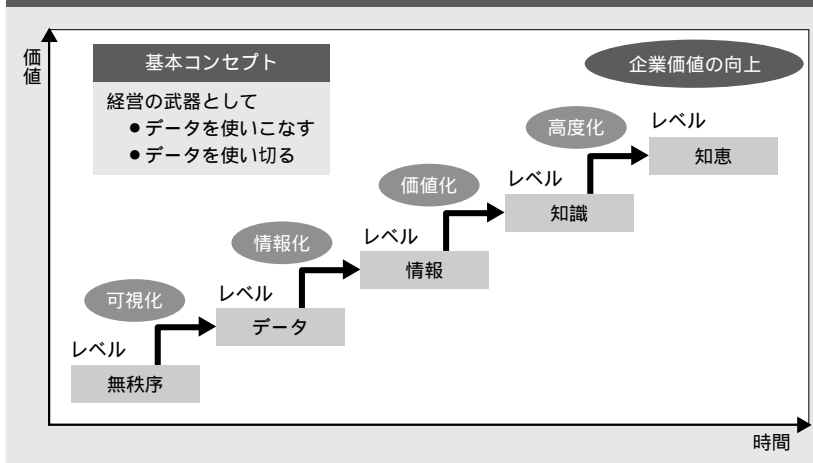 価値
基本コンセプト
経営の武器として
●データを使いこなす
●データを使い切る
企業価値の向上
高度化
レベル
知恵
価値化
レベル
知識
情報化
レベル
情報
可視化
レベル
データ
レベル
無秩序
時間